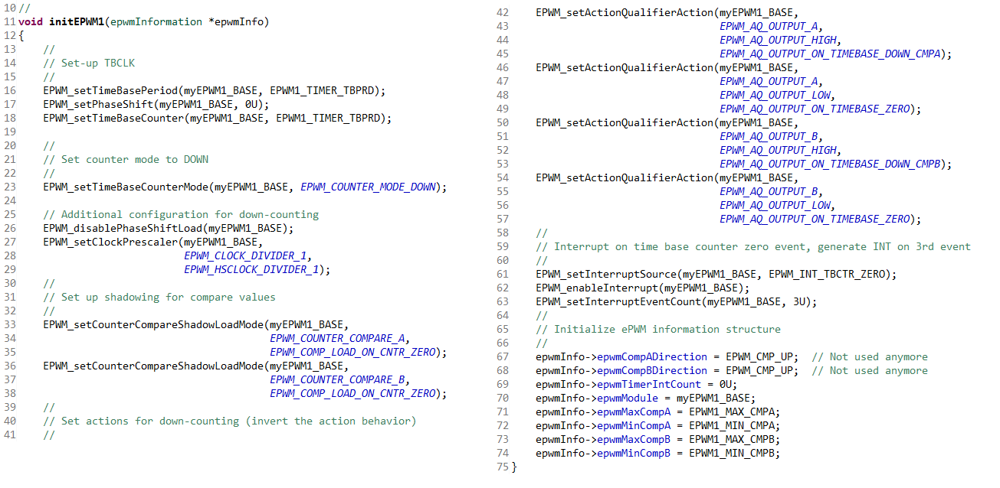 10 //
11 void initEPWM1(epwmInformation *epwmInfo)
12 {
13     //
14     // Set-up TBCLK
15     //
16     EPWM_setTimeBasePeriod(myEPWM1_BASE, EPWM1_TIMER_TBPRD);
17     EPWM_setPhaseShift(myEPWM1_BASE, 0U);
18     EPWM_setTimeBaseCounter(myEPWM1_BASE, EPWM1_TIMER_TBPRD);
19
20     //
21     // Set counter mode to DOWN
22     //
23     EPWM_setTimeBaseCounterMode(myEPWM1_BASE, EPWM_COUNTER_MODE_DOWN);
24
25     // Additional configuration for down-counting
26     EPWM_disablePhaseShiftLoad(myEPWM1_BASE);
27     EPWM_setClockPrescaler(myEPWM1_BASE,
28                            EPWM_CLOCK_DIVIDER_1,
29                            EPWM_HSCLOCK_DIVIDER_1);
30     //
31     // Set up shadowing for compare values
32     //
33     EPWM_setCounterCompareShadowLoadMode(myEPWM1_BASE,
34                                          EPWM_COUNTER_COMPARE_A,
35                                          EPWM_COMP_LOAD_ON_CNTR_ZERO);
36     EPWM_setCounterCompareShadowLoadMode(myEPWM1_BASE,
37                                          EPWM_COUNTER_COMPARE_B,
38                                          EPWM_COMP_LOAD_ON_CNTR_ZERO);
39     //
40     // Set actions for down-counting (invert the action behavior)
41     //
42     EPWM_setActionQualifierAction(myEPWM1_BASE,
43                                   EPWM_AQ_OUTPUT_A,
44                                   EPWM_AQ_OUTPUT_HIGH,
45                                   EPWM_AQ_OUTPUT_ON_TIMEBASE_DOWN_CMPA);
46     EPWM_setActionQualifierAction(myEPWM1_BASE,
47                                   EPWM_AQ_OUTPUT_A,
48                                   EPWM_AQ_OUTPUT_LOW,
49                                   EPWM_AQ_OUTPUT_ON_TIMEBASE_ZERO);
50     EPWM_setActionQualifierAction(myEPWM1_BASE,
51                                   EPWM_AQ_OUTPUT_B,
52                                   EPWM_AQ_OUTPUT_HIGH,
53                                   EPWM_AQ_OUTPUT_ON_TIMEBASE_DOWN_CMPB);
54     EPWM_setActionQualifierAction(myEPWM1_BASE,
55                                   EPWM_AQ_OUTPUT_B,
56                                   EPWM_AQ_OUTPUT_LOW,
57                                   EPWM_AQ_OUTPUT_ON_TIMEBASE_ZERO);
58     //
59     // Interrupt on time base counter zero event, generate INT on 3rd event
60     //
61     EPWM_setInterruptSource(myEPWM1_BASE, EPWM_INT_TBCTR_ZERO);
62     EPWM_enableInterrupt(myEPWM1_BASE);
63     EPWM_setInterruptEventCount(myEPWM1_BASE, 3U);
64     //
65     // Initialize ePWM information structure
66     //
67     epwmInfo->epwmCompADirection = EPWM_CMP_UP;  // Not used anymore
68     epwmInfo->epwmCompBDirection = EPWM_CMP_UP;  // Not used anymore
69     epwmInfo->epwmTimerIntCount = 0U;
70     epwmInfo->epwmModule = myEPWM1_BASE;
71     epwmInfo->epwmMaxCompA = EPWM1_MAX_CMPA;
72     epwmInfo->epwmMinCompA = EPWM1_MIN_CMPA;
73     epwmInfo->epwmMaxCompB = EPWM1_MAX_CMPB;
74     epwmInfo->epwmMinCompB = EPWM1_MIN_CMPB;
75 }